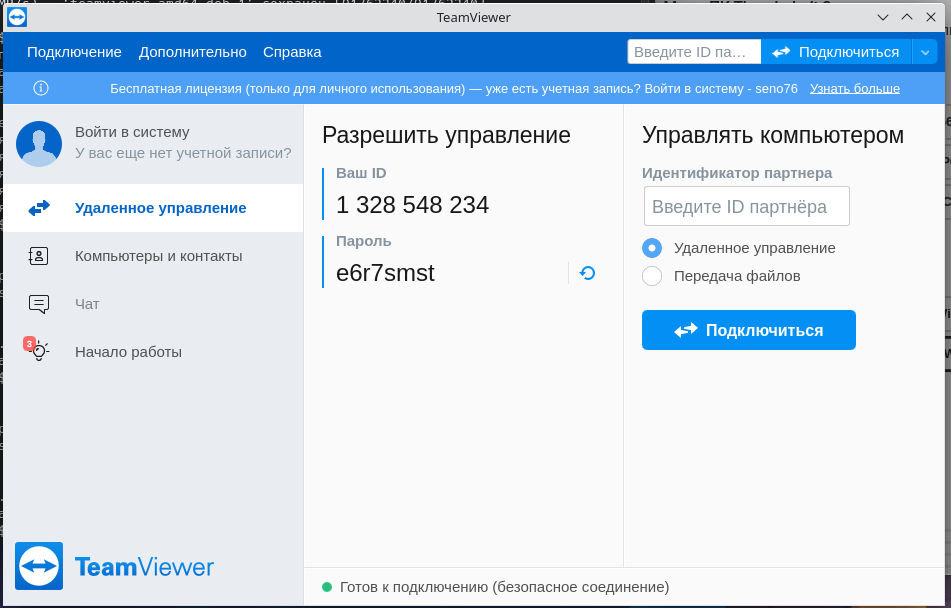 TeamViewer
Подключение Дополнительно Справка
Введите ID па… Подключиться
Бесплатная лицензия (только для личного использования) — уже есть учетная запись? Войти в систему - seno76 Узнать больше
Войти в систему
У вас еще нет учетной записи?
Удаленное управление
Компьютеры и контакты
Чат
3
Начало работы
TeamViewer
Разрешить управление
Ваш ID
1 328 548 234
Пароль
e6r7smst
Управлять компьютером
Идентификатор партнера
Введите ID партнёра
Удаленное управление
Передача файлов
Подключиться
Готов к подключению (безопасное соединение)